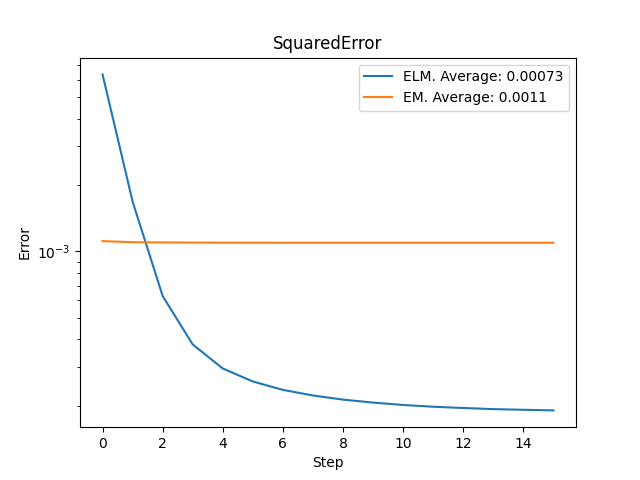 SquaredError
ELM. Average: 0.00073
EM. Average: 0.0011
Error
10⁻³
0 2 4 6 8 10 12 14
Step